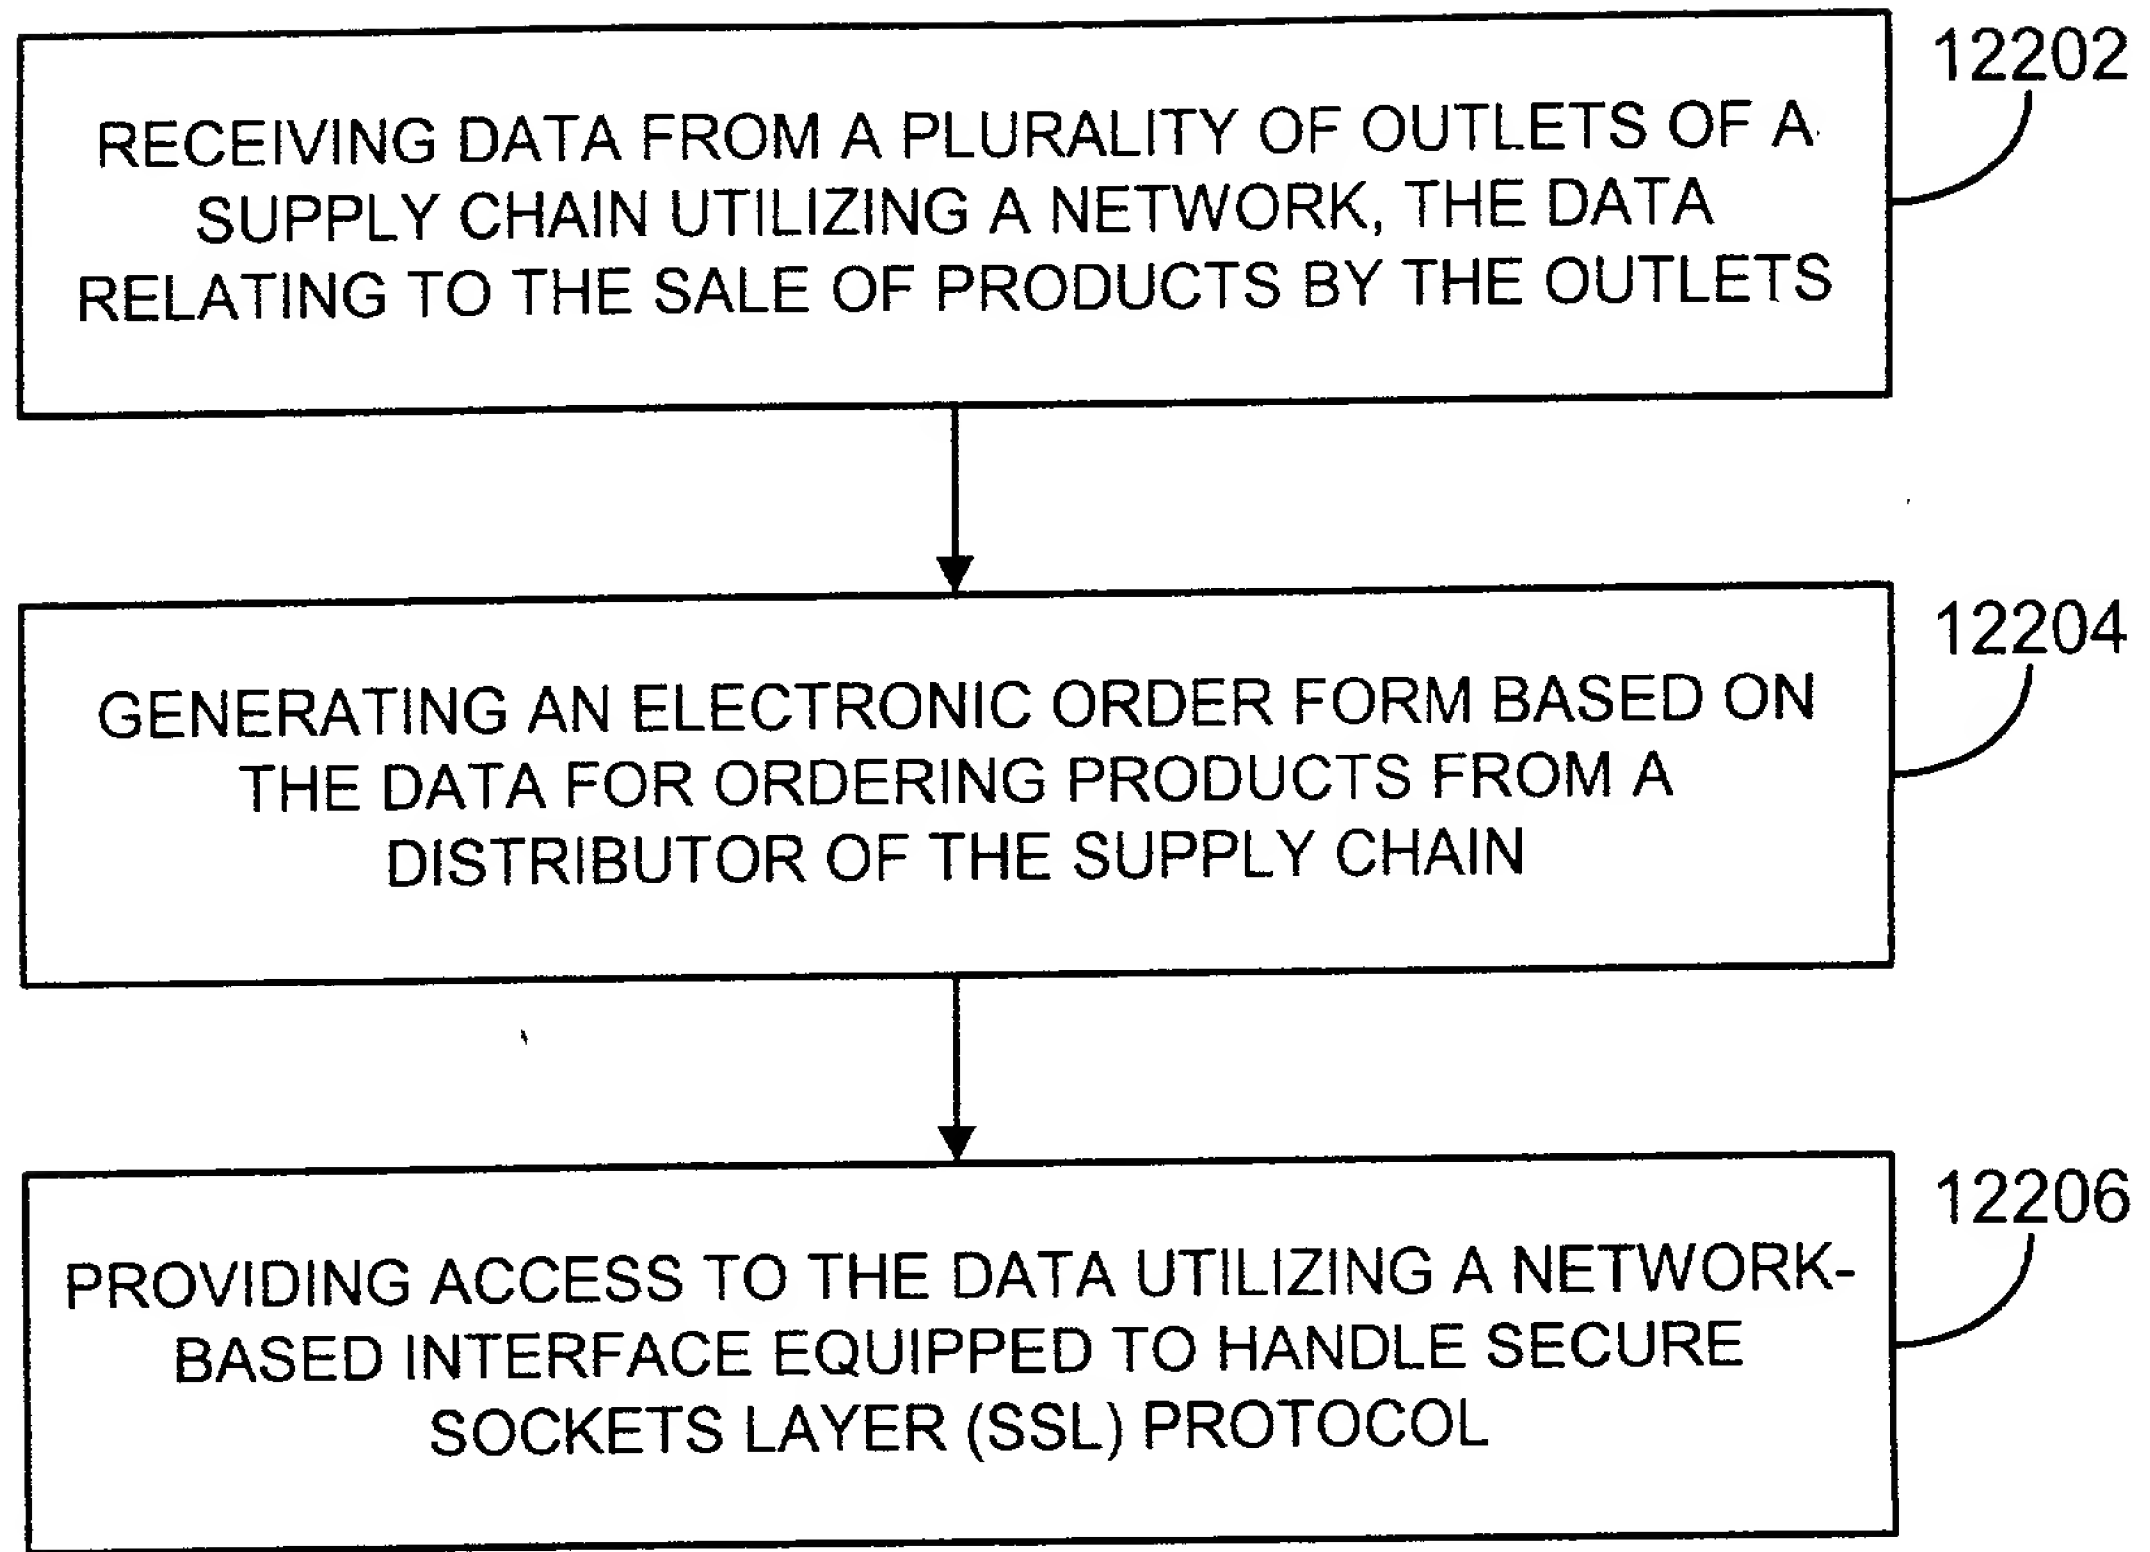 12202
RECEIVING DATA FROM A PLURALITY OF OUTLETS OF A
SUPPLY CHAIN UTILIZING A NETWORK, THE DATA
RELATING TO THE SALE OF PRODUCTS BY THE OUTLETS
12204
GENERATING AN ELECTRONIC ORDER FORM BASED ON
THE DATA FOR ORDERING PRODUCTS FROM A
DISTRIBUTOR OF THE SUPPLY CHAIN
12206
PROVIDING ACCESS TO THE DATA UTILIZING A NETWORK-
BASED INTERFACE EQUIPPED TO HANDLE SECURE
SOCKETS LAYER (SSL) PROTOCOL